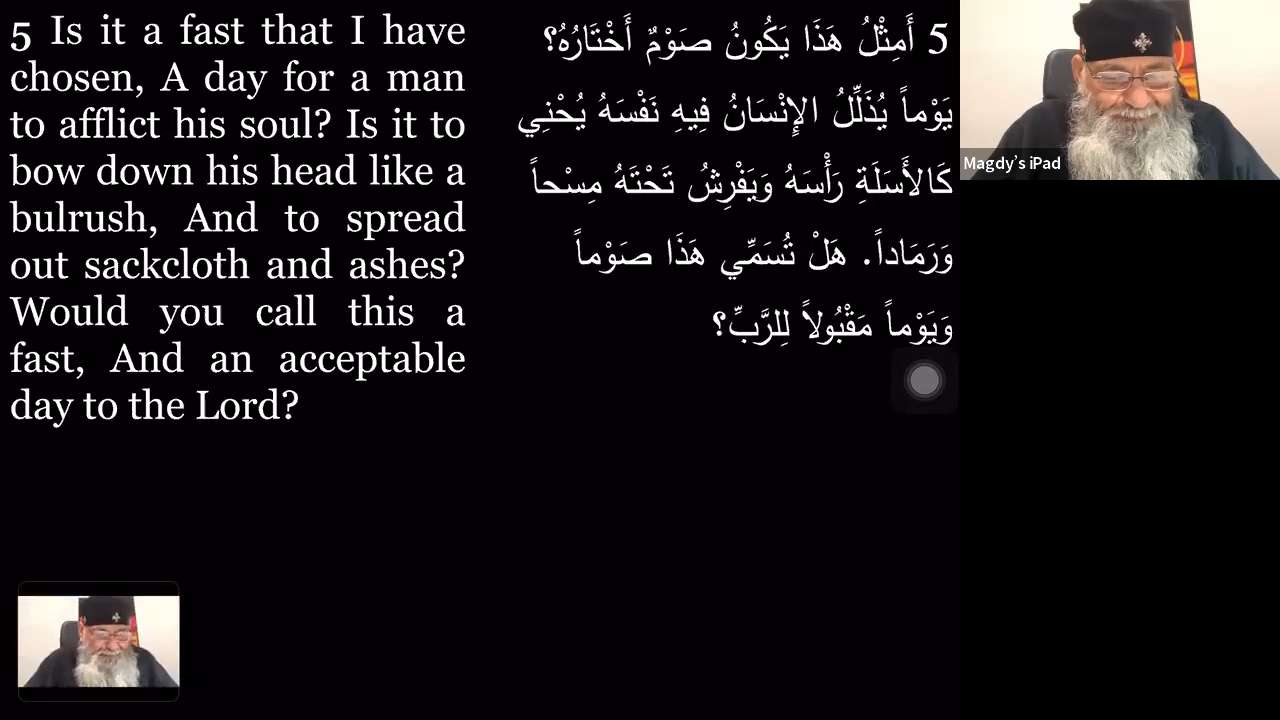 5 Is it a fast that I have
chosen, A day for a man
to afflict his soul? Is it to
bow down his head like a
bulrush, And to spread
out sackcloth and ashes?
Would you call this a
fast, And an acceptable
day to the Lord?
5 أَمِثْلُ هَذَا يَكُونُ صَوْمٌ أَخْتَارُهُ؟
يَوْماً يُذَلِّلُ الإِنْسَانُ فِيهِ نَفْسَهُ يُحْنِي
كَالأَسَلَةِ رَأْسَهُ وَيَفْرِشُ تَحْتَهُ مِسْحاً
وَرَمَاداً. هَلْ تُسَمِّي هَذَا صَوْماً
وَيَوْماً مَقْبُولاً لِلرَّبِّ؟
Magdy's iPad